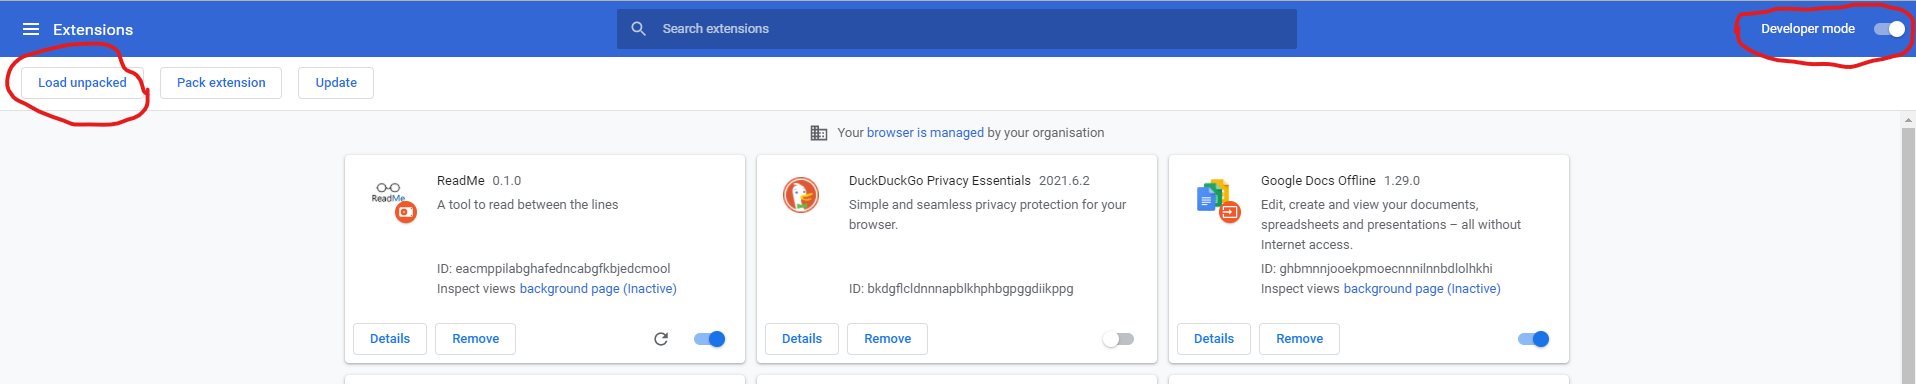 Extensions
Search extensions
Developer mode
Load unpacked
Pack extension
Update
Your browser is managed by your organisation
ReadMe
ReadMe 0.1.0
A tool to read between the lines
ID: eacmppilabghafedncabgfkbjedcmool
Inspect views background page (Inactive)
Details
Remove
DuckDuckGo Privacy Essentials 2021.6.2
Simple and seamless privacy protection for your
browser.
ID: bkdgflcldnnnapblkhphbgpggdiikppg
Details
Remove
Google Docs Offline 1.29.0
Edit, create and view your documents,
spreadsheets and presentations – all without
Internet access.
ID: ghbmnnjooekpmoecnnnilnnbdlolhkhi
Inspect views background page (Inactive)
Details
Remove